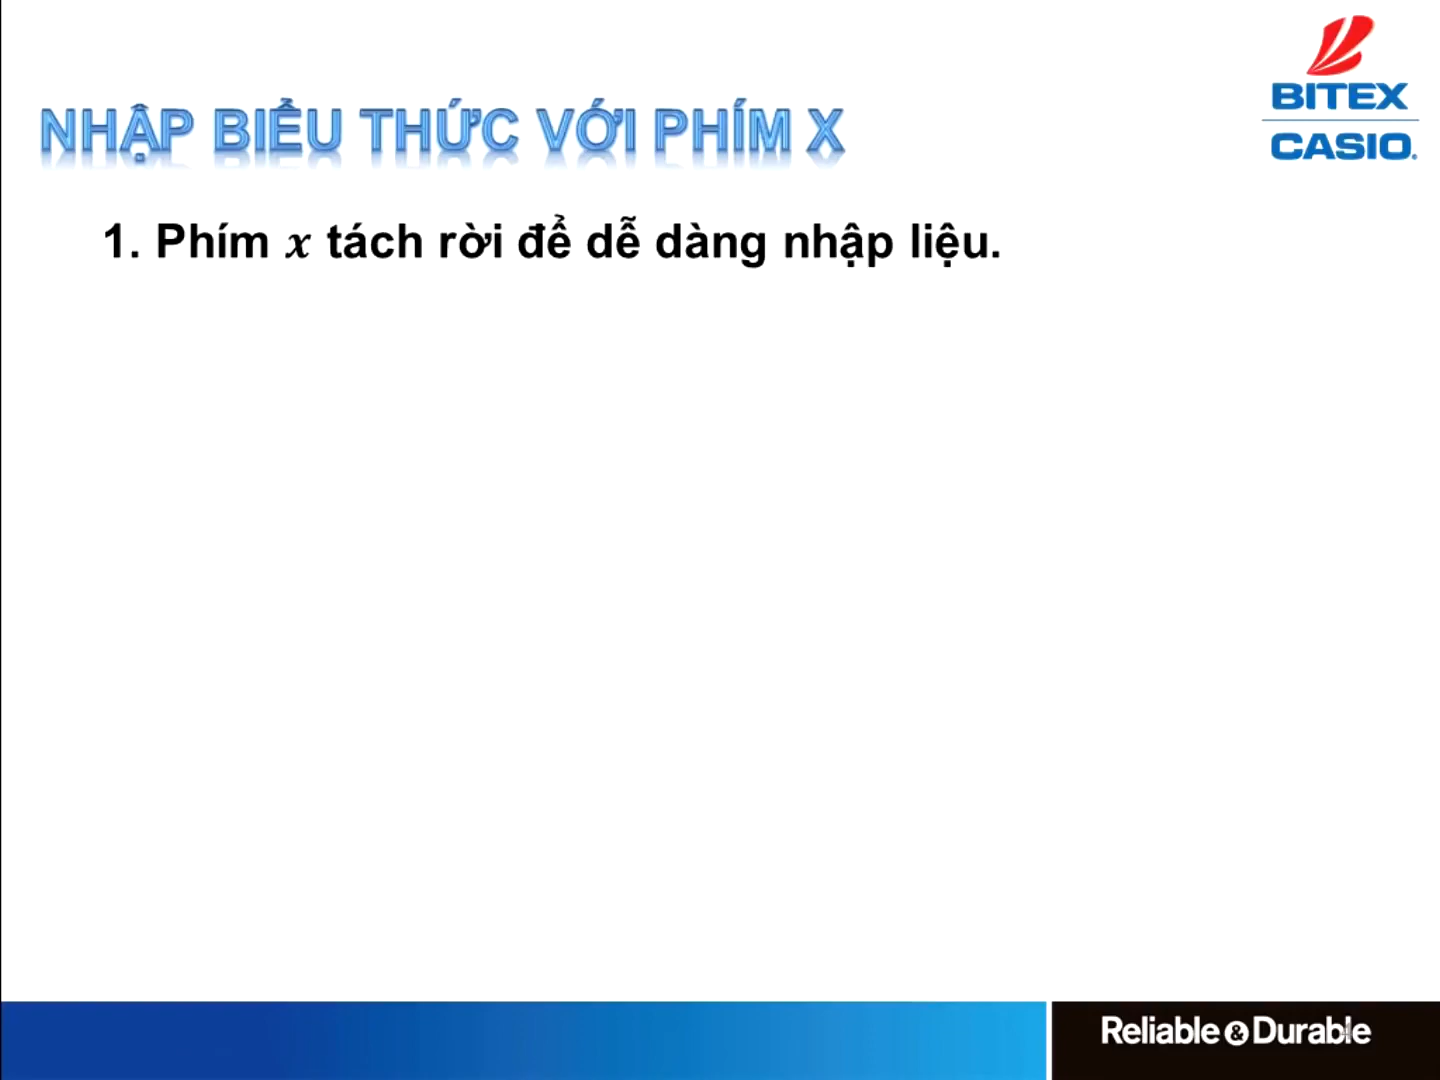 BITEX
CASIO
NHẬP BIỂU THỨC VỚI PHÍM X
1. Phím x tách rời để dễ dàng nhập liệu.
Reliable & Durable